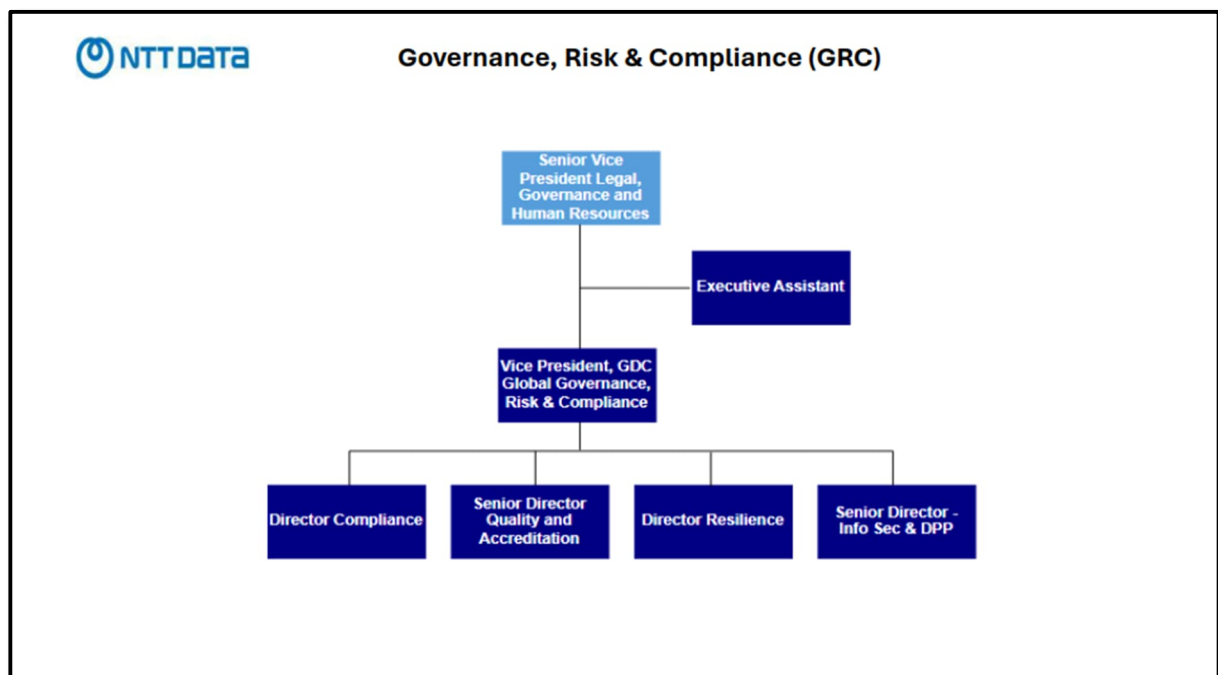 NTT DATA
Governance, Risk & Compliance (GRC)
Senior Vice
President Legal,
Governance and
Human Resources
Executive Assistant
Vice President, GDC
Global Governance,
Risk & Compliance
Director Compliance
Senior Director
Quality and
Accreditation
Director Resilience
Senior Director -
Info Sec & DPP